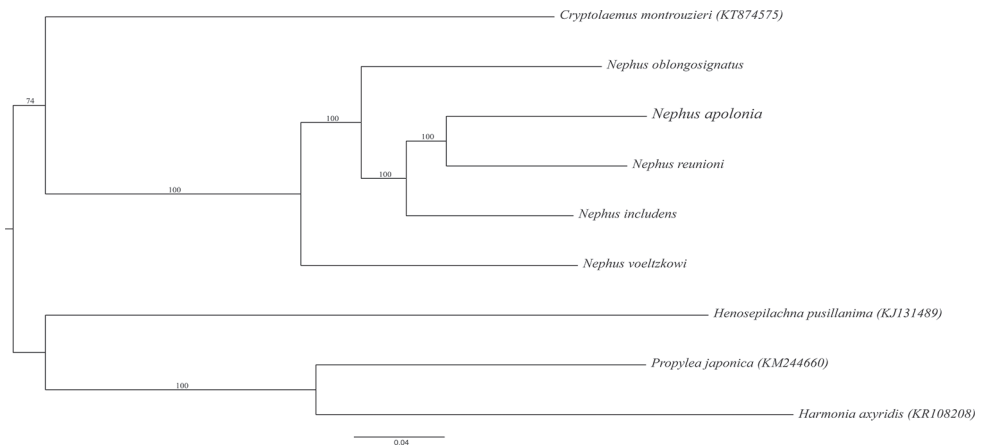 Cryptolaemus montrouzieri (KT874575)
Nephus oblongosignatus
74
Nephus apolonia
100
100
Nephus reunioni
100
100
Nephus includens
Nephus voeltzkowi
Henosepilachna pusillanima (KJ131489)
Propylea japonica (KM244660)
100
Harmonia axyridis (KR108208)
0.04